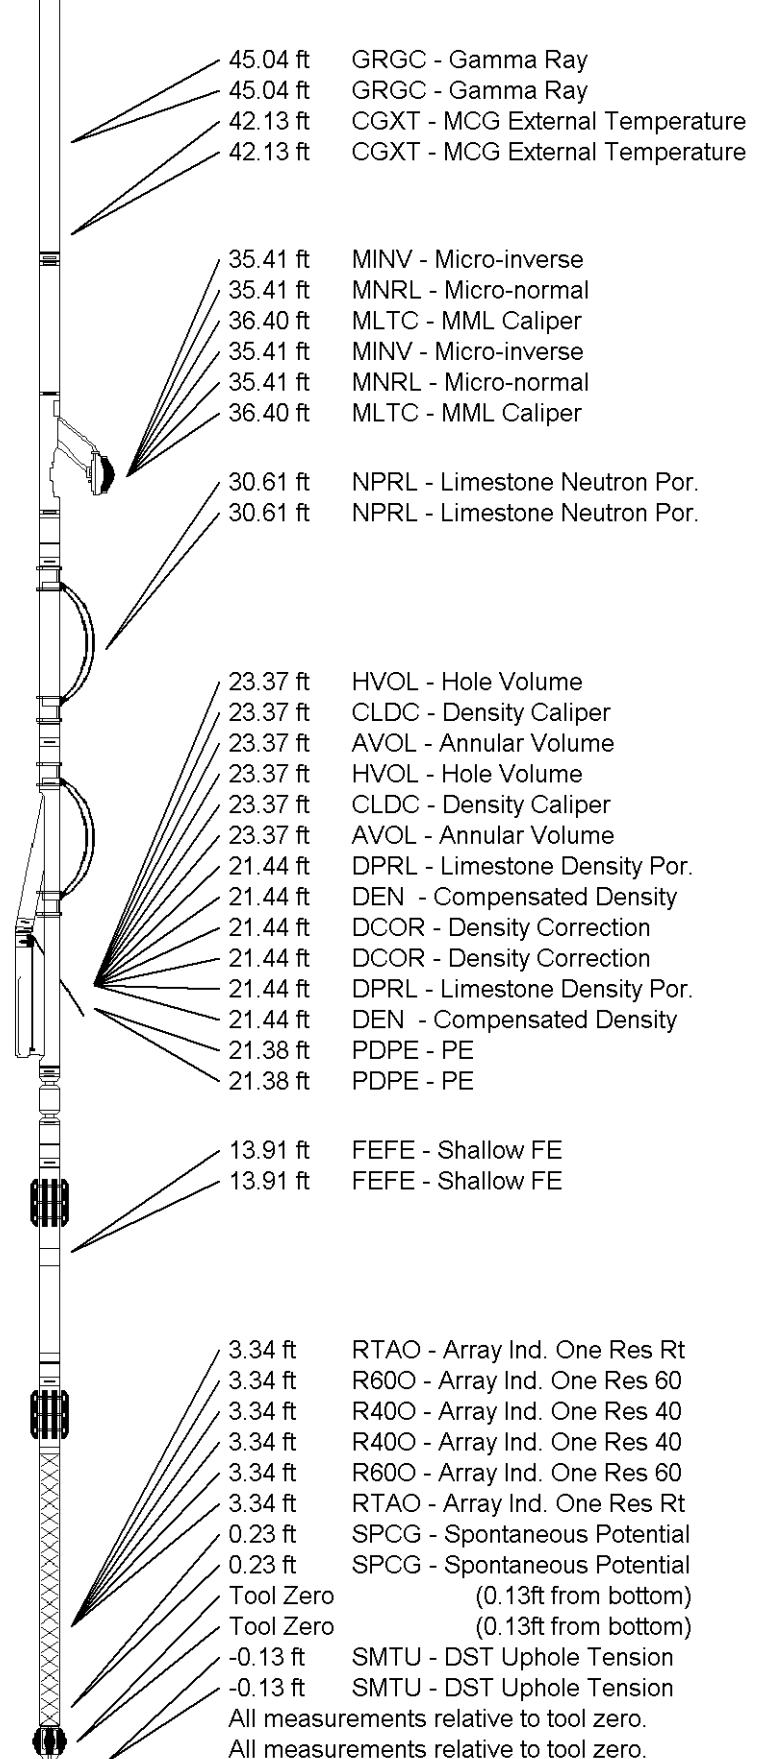 45.04 ft GRGC - Gamma Ray
45.04 ft GRGC - Gamma Ray
42.13 ft CGXT - MCG External Temperature
42.13 ft CGXT - MCG External Temperature
35.41 ft MINV - Micro-inverse
35.41 ft MNRL - Micro-normal
36.40 ft MLTC - MML Caliper
35.41 ft MINV - Micro-inverse
35.41 ft MNRL - Micro-normal
36.40 ft MLTC - MML Caliper
30.61 ft NPRL - Limestone Neutron Por.
30.61 ft NPRL - Limestone Neutron Por.
23.37 ft HVOL - Hole Volume
23.37 ft CLDC - Density Caliper
23.37 ft AVOL - Annular Volume
23.37 ft HVOL - Hole Volume
23.37 ft CLDC - Density Caliper
23.37 ft AVOL - Annular Volume
21.44 ft DPRL - Limestone Density Por.
21.44 ft DEN - Compensated Density
21.44 ft DCOR - Density Correction
21.44 ft DCOR - Density Correction
21.44 ft DPRL - Limestone Density Por.
21.44 ft DEN - Compensated Density
21.38 ft PDPE - PE
21.38 ft PDPE - PE
13.91 ft FEFE - Shallow FE
13.91 ft FEFE - Shallow FE
3.34 ft RTAO - Array Ind. One Res Rt
3.34 ft R60O - Array Ind. One Res 60
3.34 ft R40O - Array Ind. One Res 40
3.34 ft R40O - Array Ind. One Res 40
3.34 ft R60O - Array Ind. One Res 60
3.34 ft RTAO - Array Ind. One Res Rt
0.23 ft SPCG - Spontaneous Potential
0.23 ft SPCG - Spontaneous Potential
Tool Zero (0.13ft from bottom)
Tool Zero (0.13ft from bottom)
-0.13 ft SMTU - DST Uphole Tension
-0.13 ft SMTU - DST Uphole Tension
All measurements relative to tool zero.
All measurements relative to tool zero.